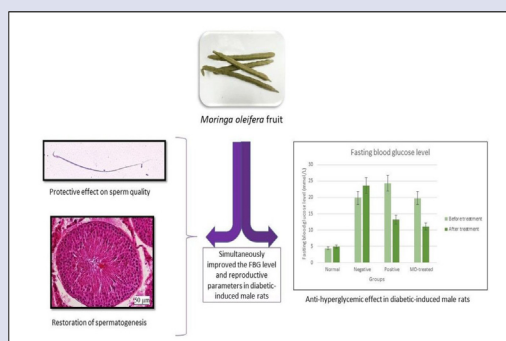 Moringa oleifera fruit
Protective effect on sperm quality
50 µm
Restoration of spermatogenesis
Simultaneously
improved the FBG level
and reproductive
parameters in diabetic-
induced male rats
Fasting blood glucose level
Fasting blood glucose level (mmol/L)
30
25
20
15
10
5
0
Normal
Negative
Positive
MO treated
Groups
Before treatment
After treatment
Anti-hyperglycemic effect in diabetic-induced male rats